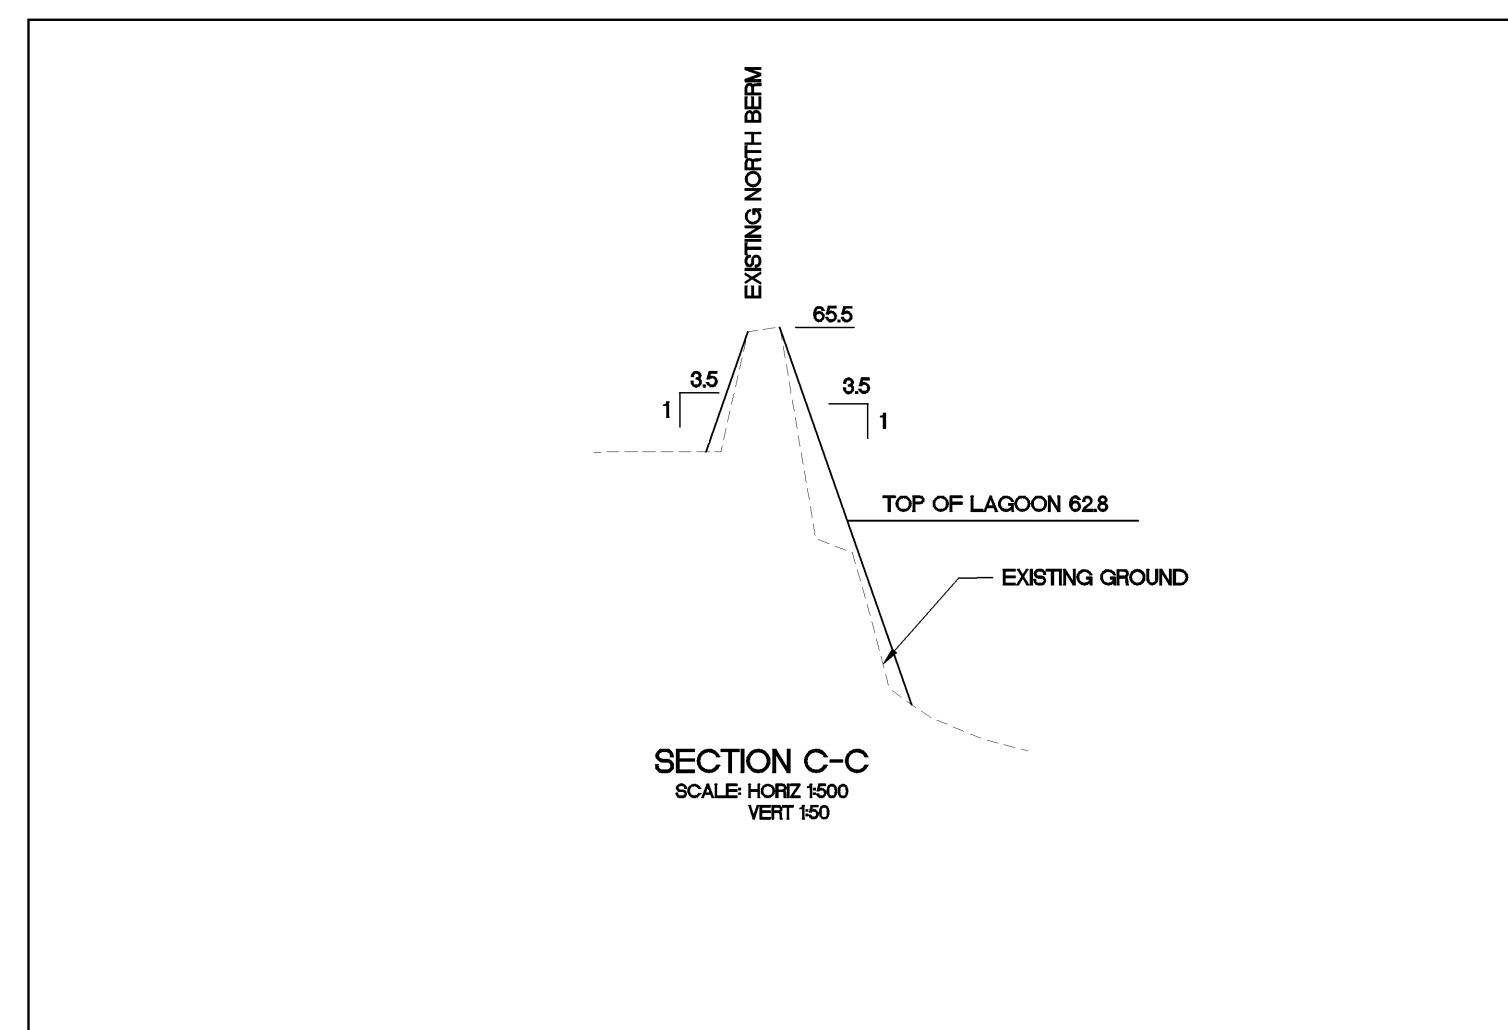 EXISTING NORTH BERM
65.5
3.5
1
3.5
1
TOP OF LAGOON 62.8
EXISTING GROUND
SECTION C-C
SCALE: HORIZ 1:500
VERT 1:50